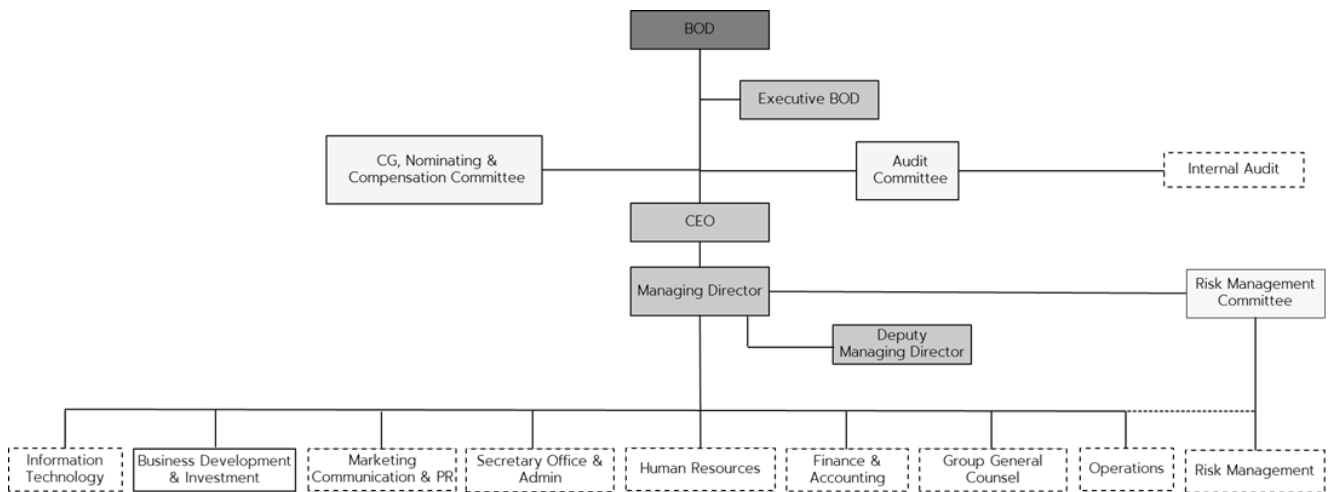 BOD
Executive BOD
CG, Nominating &
Compensation Committee
Audit
Committee
Internal Audit
CEO
Managing Director
Risk Management
Committee
Deputy
Managing Director
Information
Technology
Business Development
& Investment
Marketing
Communication & PR
Secretary Office &
Admin
Human Resources
Finance &
Accounting
Group General
Counsel
Operations
Risk Management